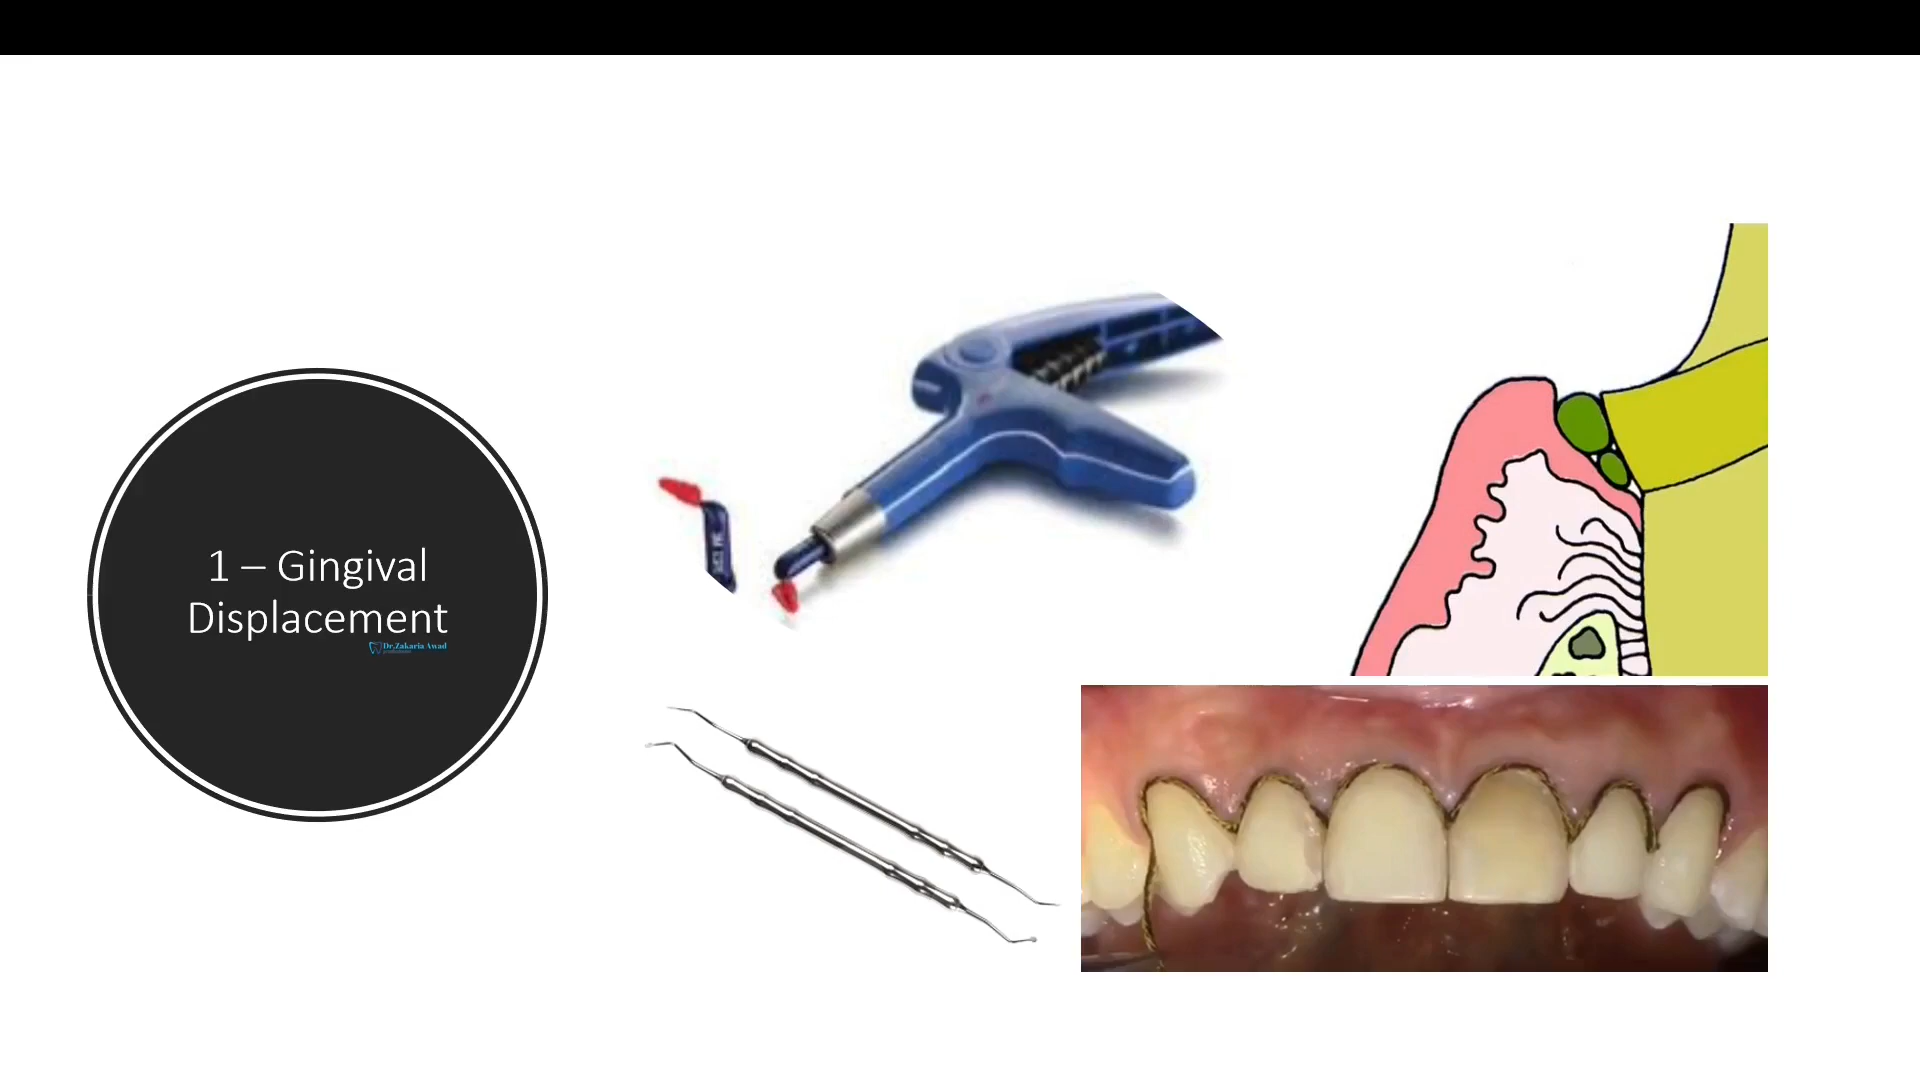 1 – Gingival
Displacement
Dr.Zakaria Awad